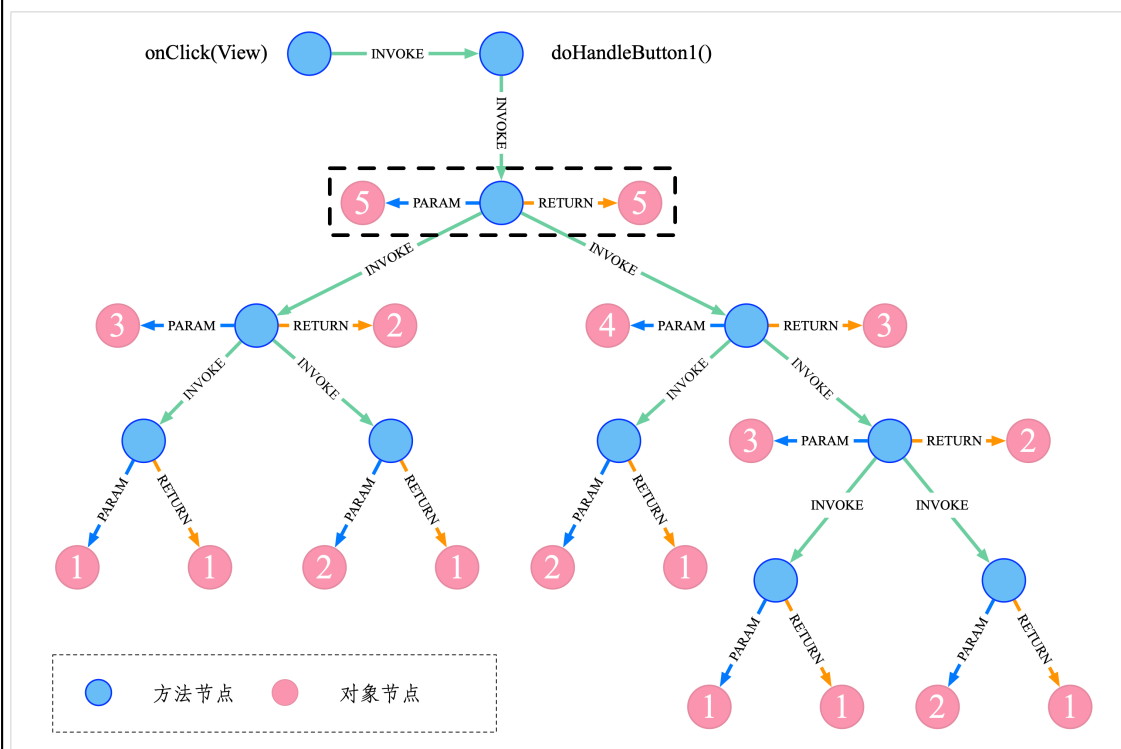 onClick(View) INVOKE doHandleButton1()
INVOKE
5 PARAM RETURN 5
INVOKE INVOKE
3 PARAM RETURN 2 4 PARAM RETURN 3
INVOKE INVOKE INVOKE INVOKE
3 PARAM RETURN 2
PARAM RETURN PARAM RETURN PARAM RETURN
INVOKE INVOKE
1 1 2 1 2 1
PARAM RETURN PARAM RETURN
方法节点 对象节点
1 1 2 1